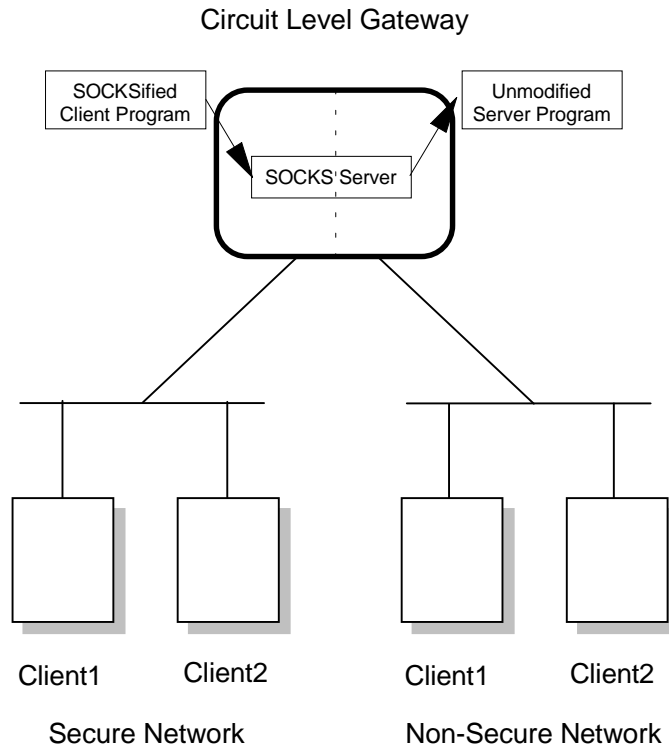 Circuit Level Gateway
SOCKSified
Client Program
Unmodified
Server Program
SOCKS Server
Client1
Client2
Client1
Client2
Secure Network
Non-Secure Network